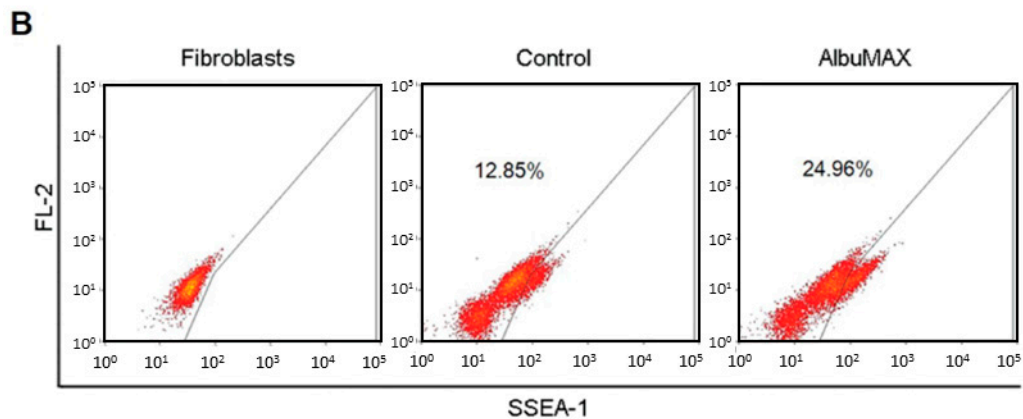 B
Fibroblasts Control AlbuMAX
10⁵ 10⁵ 10⁵
10⁴ 10⁴ 10⁴
12.85% 24.96%
10³ 10³ 10³
FL-2
10² 10² 10²
10¹ 10¹ 10¹
10⁰ 10⁰ 10⁰
10⁰ 10¹ 10² 10³ 10⁴ 10⁵ 10⁰ 10¹ 10² 10³ 10⁴ 10⁵ 10⁰ 10¹ 10² 10³ 10⁴ 10⁵
SSEA-1